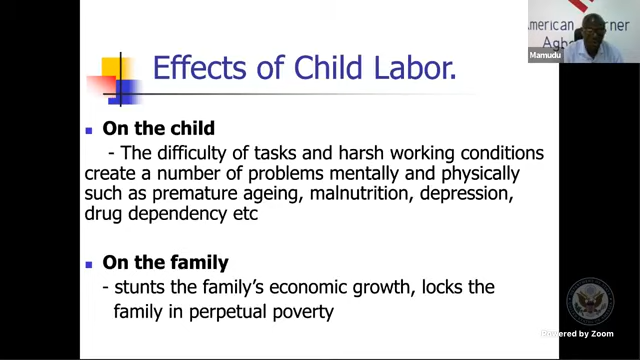 Effects of Child Labor.
On the child
- The difficulty of tasks and harsh working conditions
create a number of problems mentally and physically
such as premature ageing, malnutrition, depression,
drug dependency etc
On the family
- stunts the family's economic growth, locks the
family in perpetual poverty
American
Mamudu
Powered by Zoom